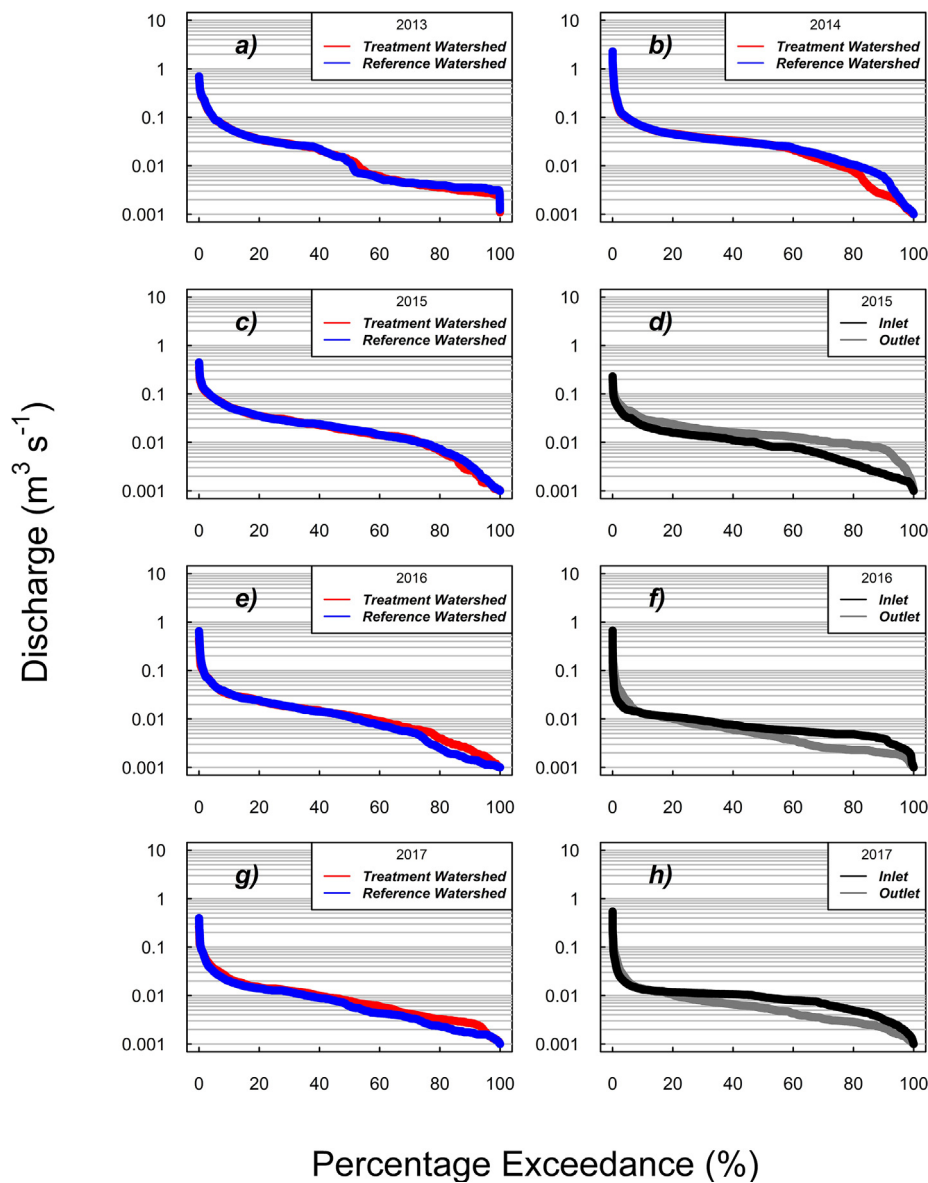 2013
a)
Treatment Watershed
Reference Watershed
10
1
0.1
0.01
0.001
0 20 40 60 80 100
2014
b)
Treatment Watershed
Reference Watershed
10
1
0.1
0.01
0.001
0 20 40 60 80 100
2015
c)
Treatment Watershed
Reference Watershed
10
1
0.1
0.01
0.001
0 20 40 60 80 100
2015
d)
Inlet
Outlet
10
1
0.1
0.01
0.001
0 20 40 60 80 100
Discharge (m³ s⁻¹)
2016
e)
Treatment Watershed
Reference Watershed
10
1
0.1
0.01
0.001
0 20 40 60 80 100
2016
f)
Inlet
Outlet
10
1
0.1
0.01
0.001
0 20 40 60 80 100
2017
g)
Treatment Watershed
Reference Watershed
10
1
0.1
0.01
0.001
0 20 40 60 80 100
2017
h)
Inlet
Outlet
10
1
0.1
0.01
0.001
0 20 40 60 80 100
Percentage Exceedance (%)